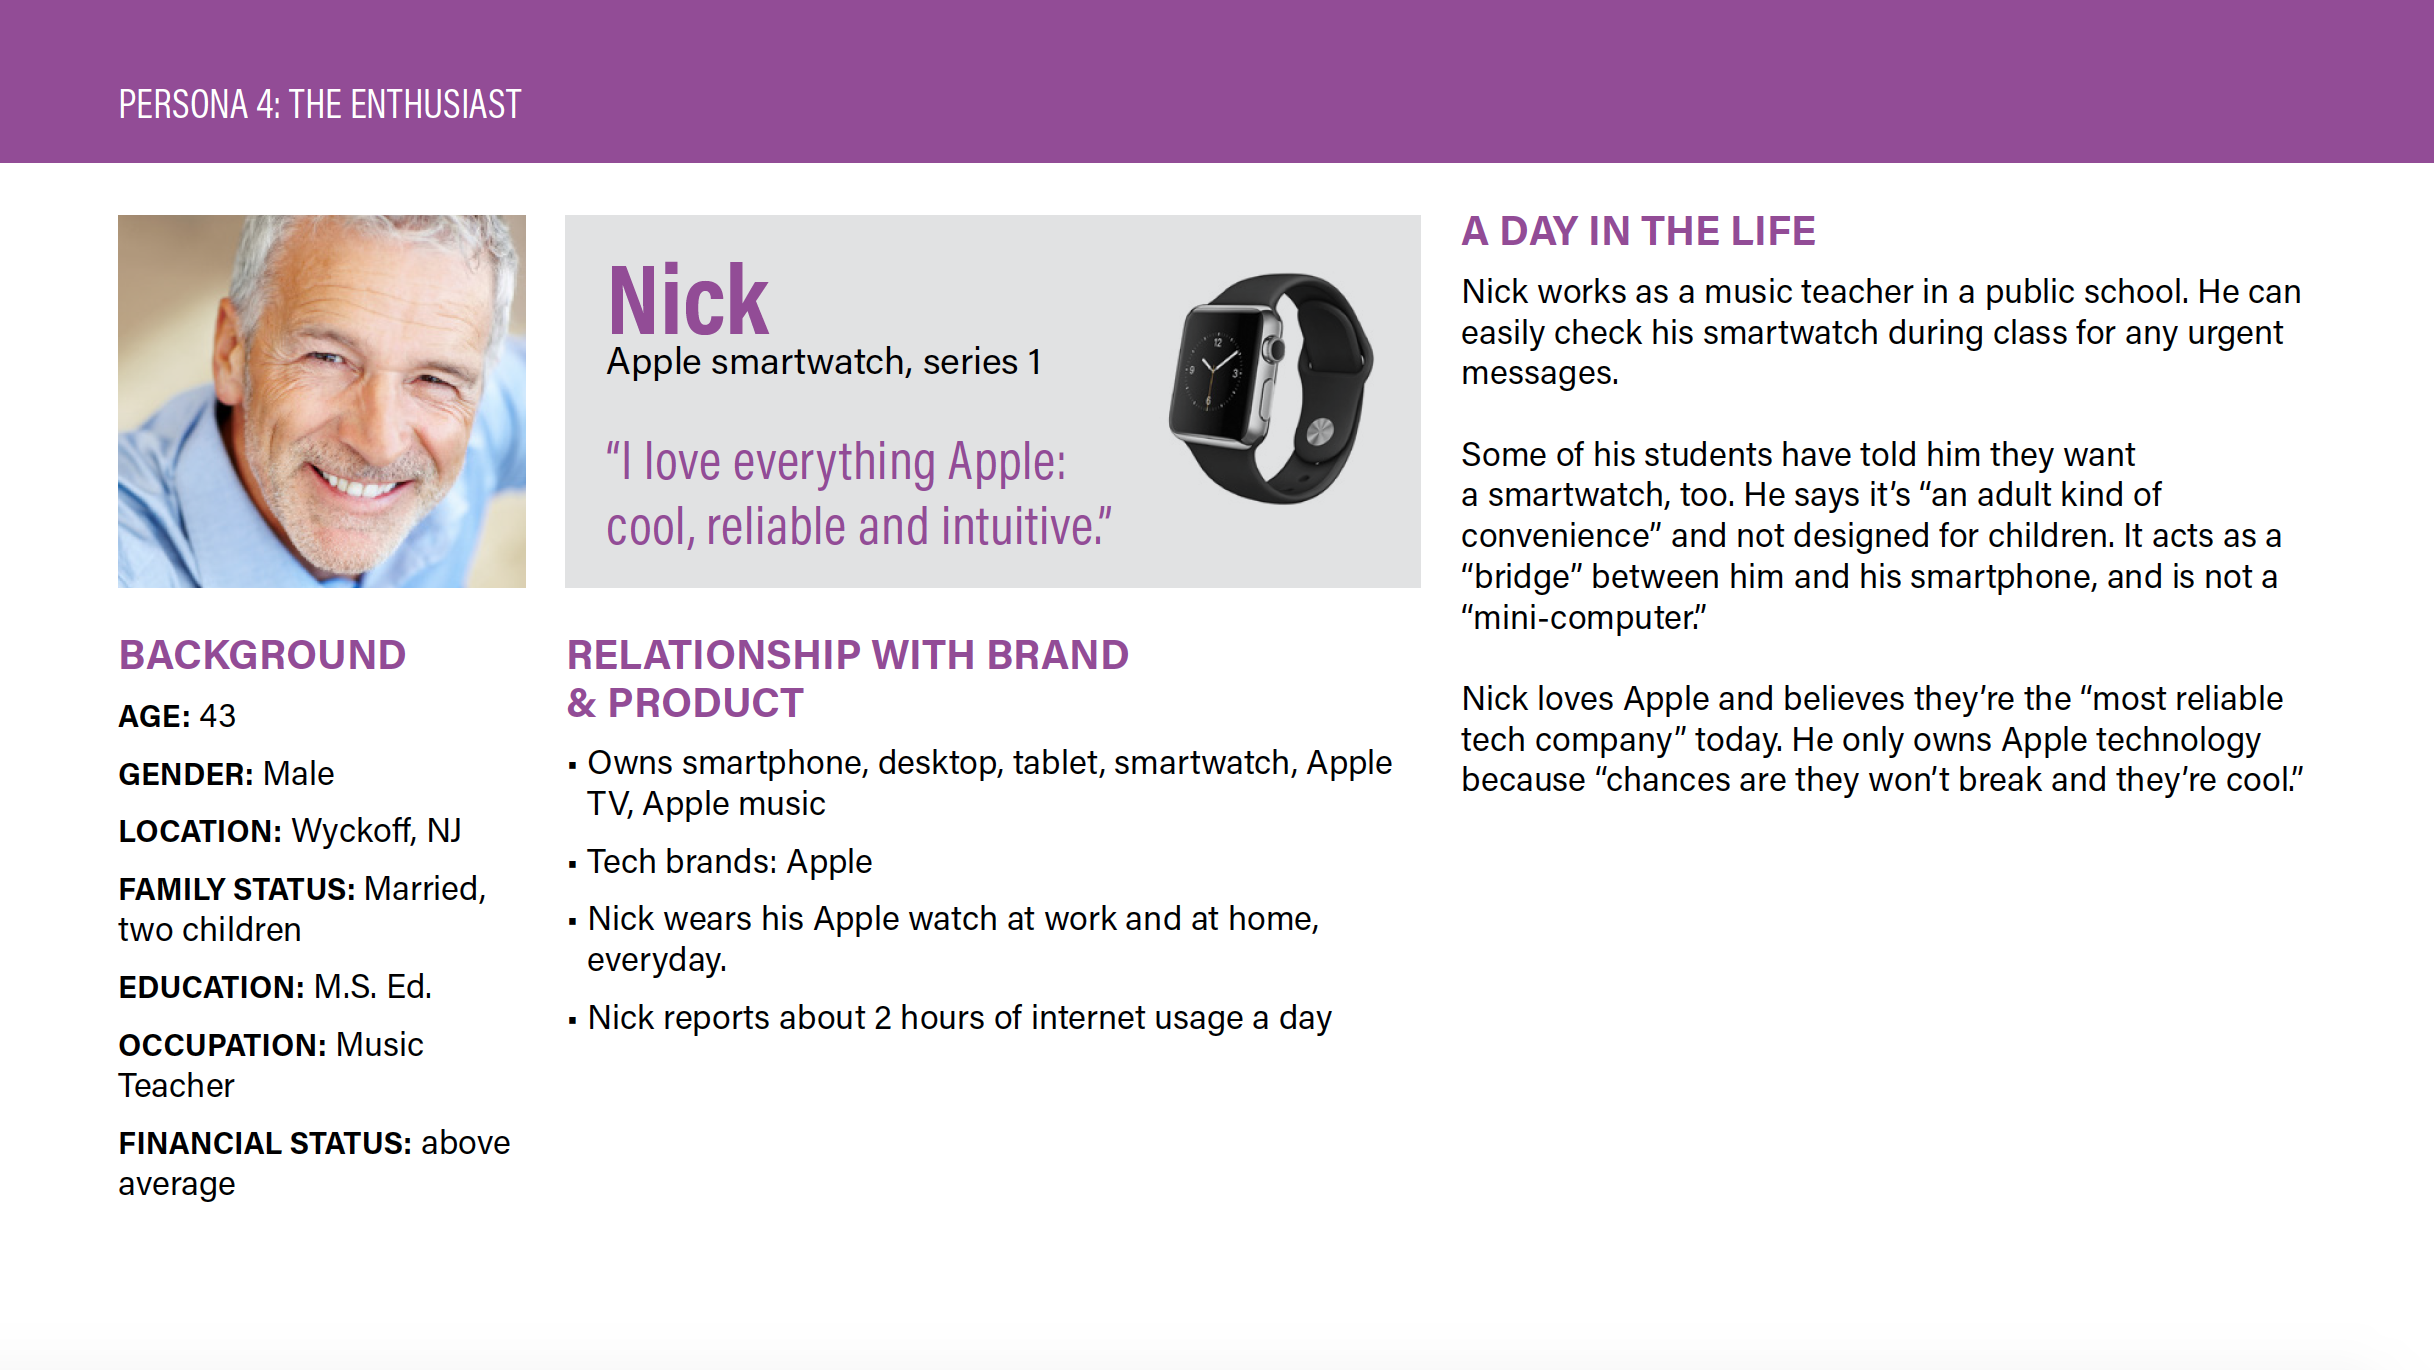 PERSONA 4: THE ENTHUSIAST
Nick
Apple smartwatch, series 1
“I love everything Apple:
cool, reliable and intuitive.”
12
3
6
9
BACKGROUND
AGE: 43
GENDER: Male
LOCATION: Wyckoff, NJ
FAMILY STATUS: Married,
two children
EDUCATION: M.S. Ed.
OCCUPATION: Music
Teacher
FINANCIAL STATUS: above
average
RELATIONSHIP WITH BRAND
& PRODUCT
▪ Owns smartphone, desktop, tablet, smartwatch, Apple
TV, Apple music
▪ Tech brands: Apple
▪ Nick wears his Apple watch at work and at home,
everyday.
▪ Nick reports about 2 hours of internet usage a day
A DAY IN THE LIFE
Nick works as a music teacher in a public school. He can
easily check his smartwatch during class for any urgent
messages.
Some of his students have told him they want
a smartwatch, too. He says it’s “an adult kind of
convenience” and not designed for children. It acts as a
“bridge” between him and his smartphone, and is not a
“mini-computer.”
Nick loves Apple and believes they’re the “most reliable
tech company” today. He only owns Apple technology
because “chances are they won’t break and they’re cool.”